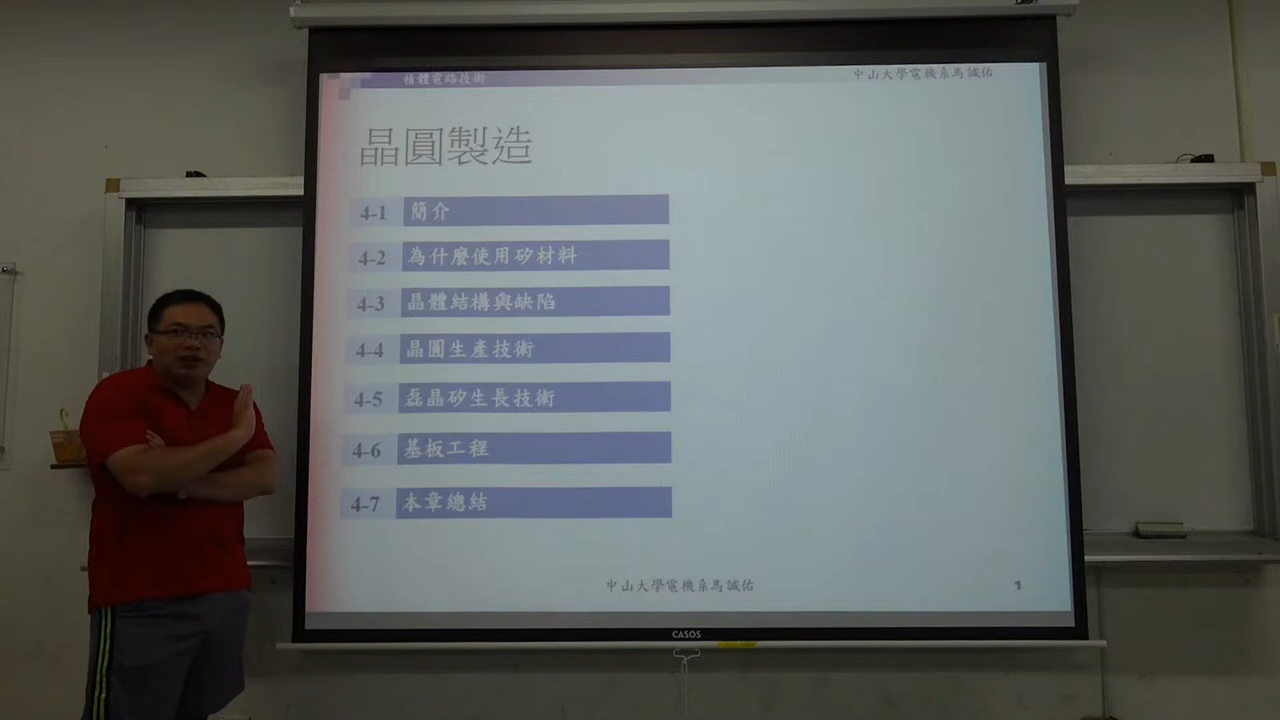 積體電路技術
中山大學電機系馬誠佑
晶圓製造
4-1 簡介
4-2 為什麼使用矽材料
4-3 晶體結構與缺陷
4-4 晶圓生產技術
4-5 磊晶矽生長技術
4-6 基板工程
4-7 本章總結
中山大學電機系馬誠佑
1
CASOS